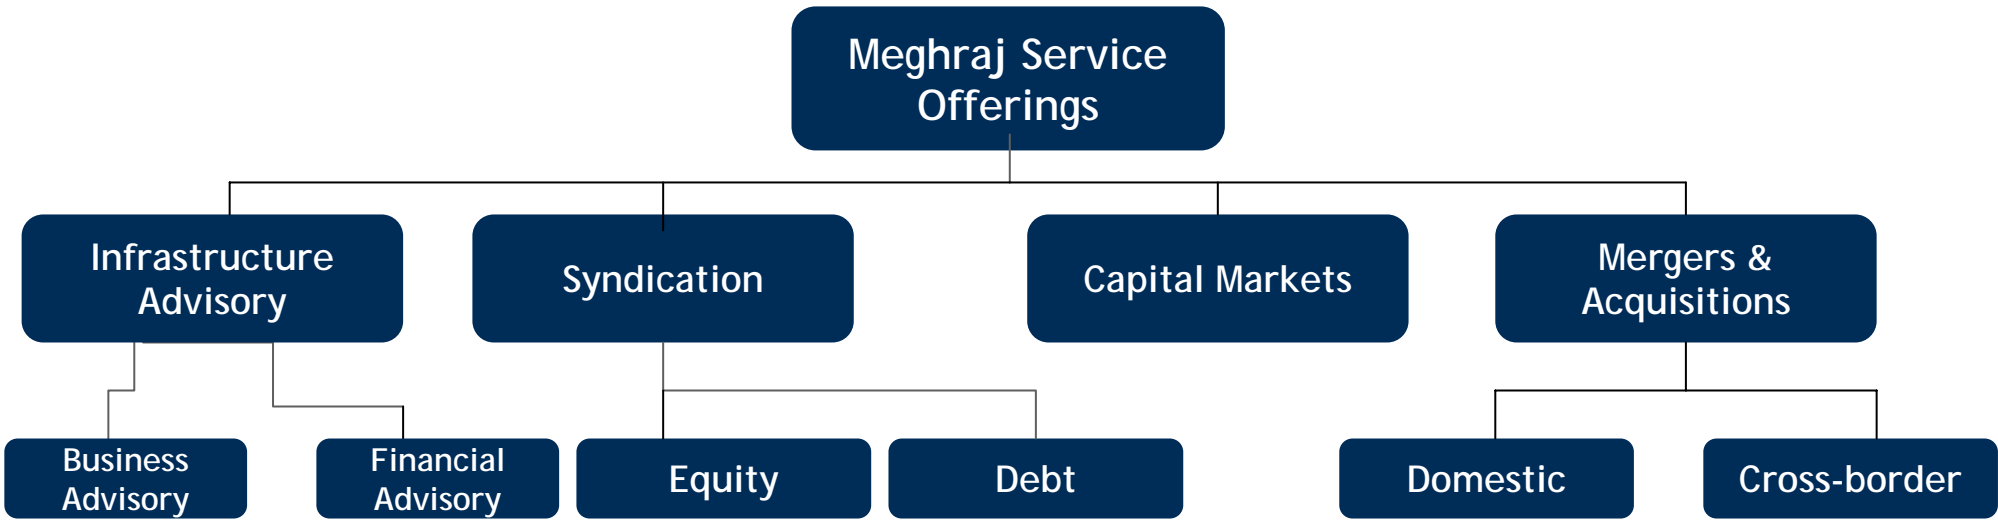 Meghraj Service
Offerings
Infrastructure
Advisory
Syndication
Capital Markets
Mergers &
Acquisitions
Business
Advisory
Financial
Advisory
Equity
Debt
Domestic
Cross-border